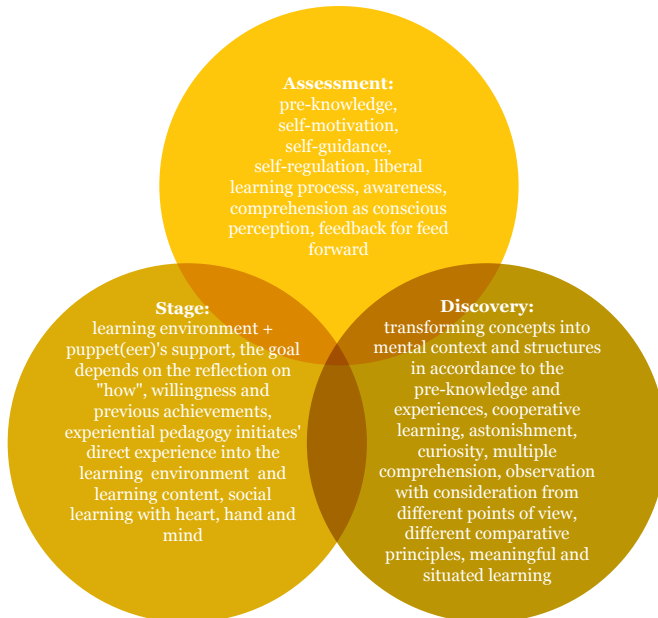 Assessment:
pre-knowledge,
self-motivation,
self-guidance,
self-regulation, liberal
learning process, awareness,
comprehension as conscious
perception, feedback for feed
forward
Stage:
learning environment +
puppet(eer)'s support, the goal
depends on the reflection on
"how", willingness and
previous achievements,
experiential pedagogy initiates'
direct experience into the
learning environment and
learning content, social
learning with heart, hand and
mind
Discovery:
transforming concepts into
mental context and structures
in accordance to the
pre-knowledge and
experiences, cooperative
learning, astonishment,
curiosity, multiple
comprehension, observation
with consideration from
different points of view,
different comparative
principles, meaningful and
situated learning